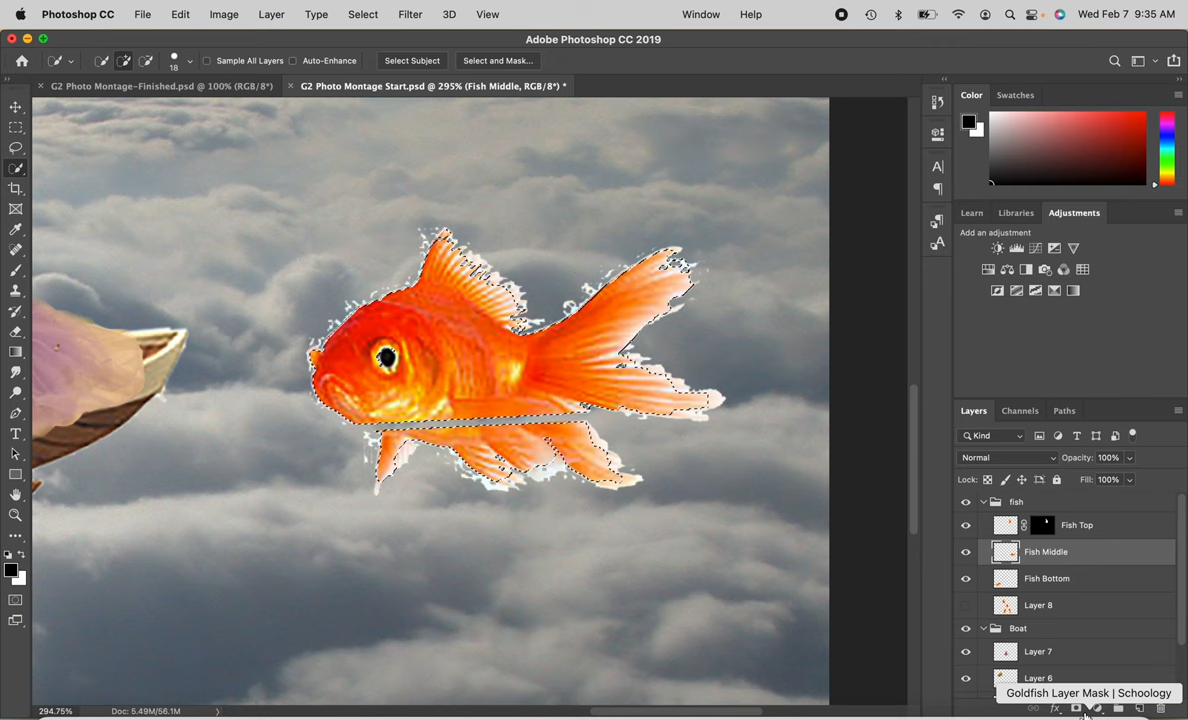 Photoshop CC File Edit Image Layer Type Select Filter 3D View Window Help Wed Feb 7 9:35 AM
Adobe Photoshop CC 2019
18 Sample All Layers Auto-Enhance Select Subject Select and Mask...
G2 Photo Montage-Finished.psd @ 100% (RGB/8*)
G2 Photo Montage Start.psd @ 295% (Fish Middle, RGB/8*) *
Color Swatches
Learn Libraries Adjustments
Add an adjustment
Layers Channels Paths
Kind
Normal Opacity: 100%
Lock: Fill: 100%
fish
Fish Top
Fish Middle
Fish Bottom
Layer 8
Boat
Layer 7
Layer 6
Goldfish Layer Mask | Schoology
fx
294.75% Doc: 5.49M/56.1M